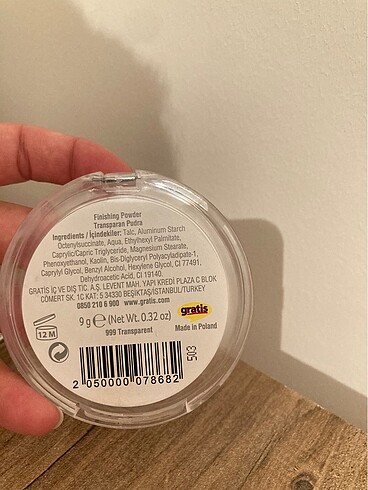 Finishing Powder
Transparan Pudra
Ingredients / İçindekiler: Talc, Aluminum Starch
Octenylsuccinate, Aqua, Ethylhexyl Palmitate,
Caprylic/Capric Triglyceride, Magnesium Stearate,
Phenoxyethanol, Kaolin, Bis-Diglyceryl Polyacyladipate-1,
Caprylyl Glycol, Benzyl Alcohol, Hexylene Glycol, CI 77491,
Dehydroacetic Acid, CI 19140.
GRATİS İÇ VE DIŞ TİC. A.Ş. LEVENT MAH. YAPI KREDİ PLAZA C BLOK
CÖMERT SK. 1C KAT: 5 34330 BEŞİKTAŞ/İSTANBUL/TURKEY
0850 210 6 900 www.gratis.com
9 g e (Net Wt. 0.32 oz)
gratis
12 M
999 Transparent
Made in Poland
503
2 050000 078682